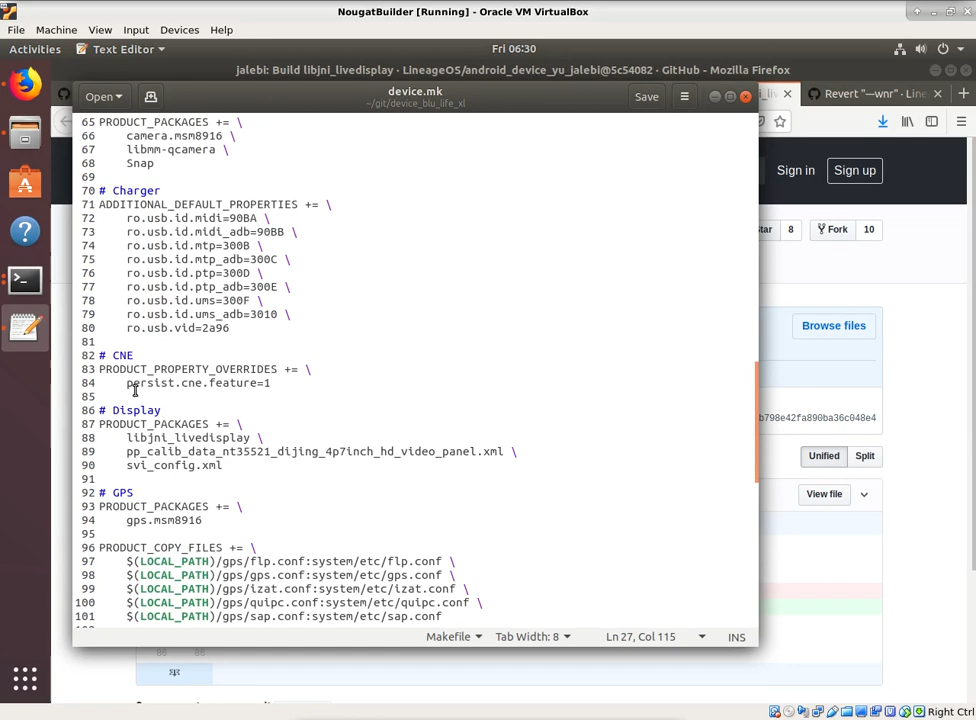 NougatBuilder [Running] - Oracle VM VirtualBox
File Machine View Input Devices Help
Activities Text Editor Fri 06:30
jalebi: Build libjni_livedisplay · LineageOS/android_device_yu_jalebi@5c54082 · GitHub - Mozilla Firefox
Open device.mk Save
~/git/device_blu_life_xl
Revert "—wnr" · Line
Sign in Sign up
Star 8 Fork 10
Browse files
b798e42fa890ba36c048e4
Unified Split
View file
65 PRODUCT_PACKAGES += \
66 camera.msm8916 \
67 libmm-qcamera \
68 Snap
69
70 # Charger
71 ADDITIONAL_DEFAULT_PROPERTIES += \
72 ro.usb.id.midi=90BA \
73 ro.usb.id.midi_adb=90BB \
74 ro.usb.id.mtp=300B \
75 ro.usb.id.mtp_adb=300C \
76 ro.usb.id.ptp=300D \
77 ro.usb.id.ptp_adb=300E \
78 ro.usb.id.ums=300F \
79 ro.usb.id.ums_adb=3010 \
80 ro.usb.vid=2a96
81
82 # CNE
83 PRODUCT_PROPERTY_OVERRIDES += \
84 persist.cne.feature=1
85
86 # Display
87 PRODUCT_PACKAGES += \
88 libjni_livedisplay \
89 pp_calib_data_nt35521_dijing_4p7inch_hd_video_panel.xml \
90 svi_config.xml
91
92 # GPS
93 PRODUCT_PACKAGES += \
94 gps.msm8916
95
96 PRODUCT_COPY_FILES += \
97 $(LOCAL_PATH)/gps/flp.conf:system/etc/flp.conf \
98 $(LOCAL_PATH)/gps/gps.conf:system/etc/gps.conf \
99 $(LOCAL_PATH)/gps/izat.conf:system/etc/izat.conf \
100 $(LOCAL_PATH)/gps/quipc.conf:system/etc/quipc.conf \
101 $(LOCAL_PATH)/gps/sap.conf:system/etc/sap.conf
Makefile Tab Width: 8 Ln 27, Col 115 INS
86 86
Right Ctrl